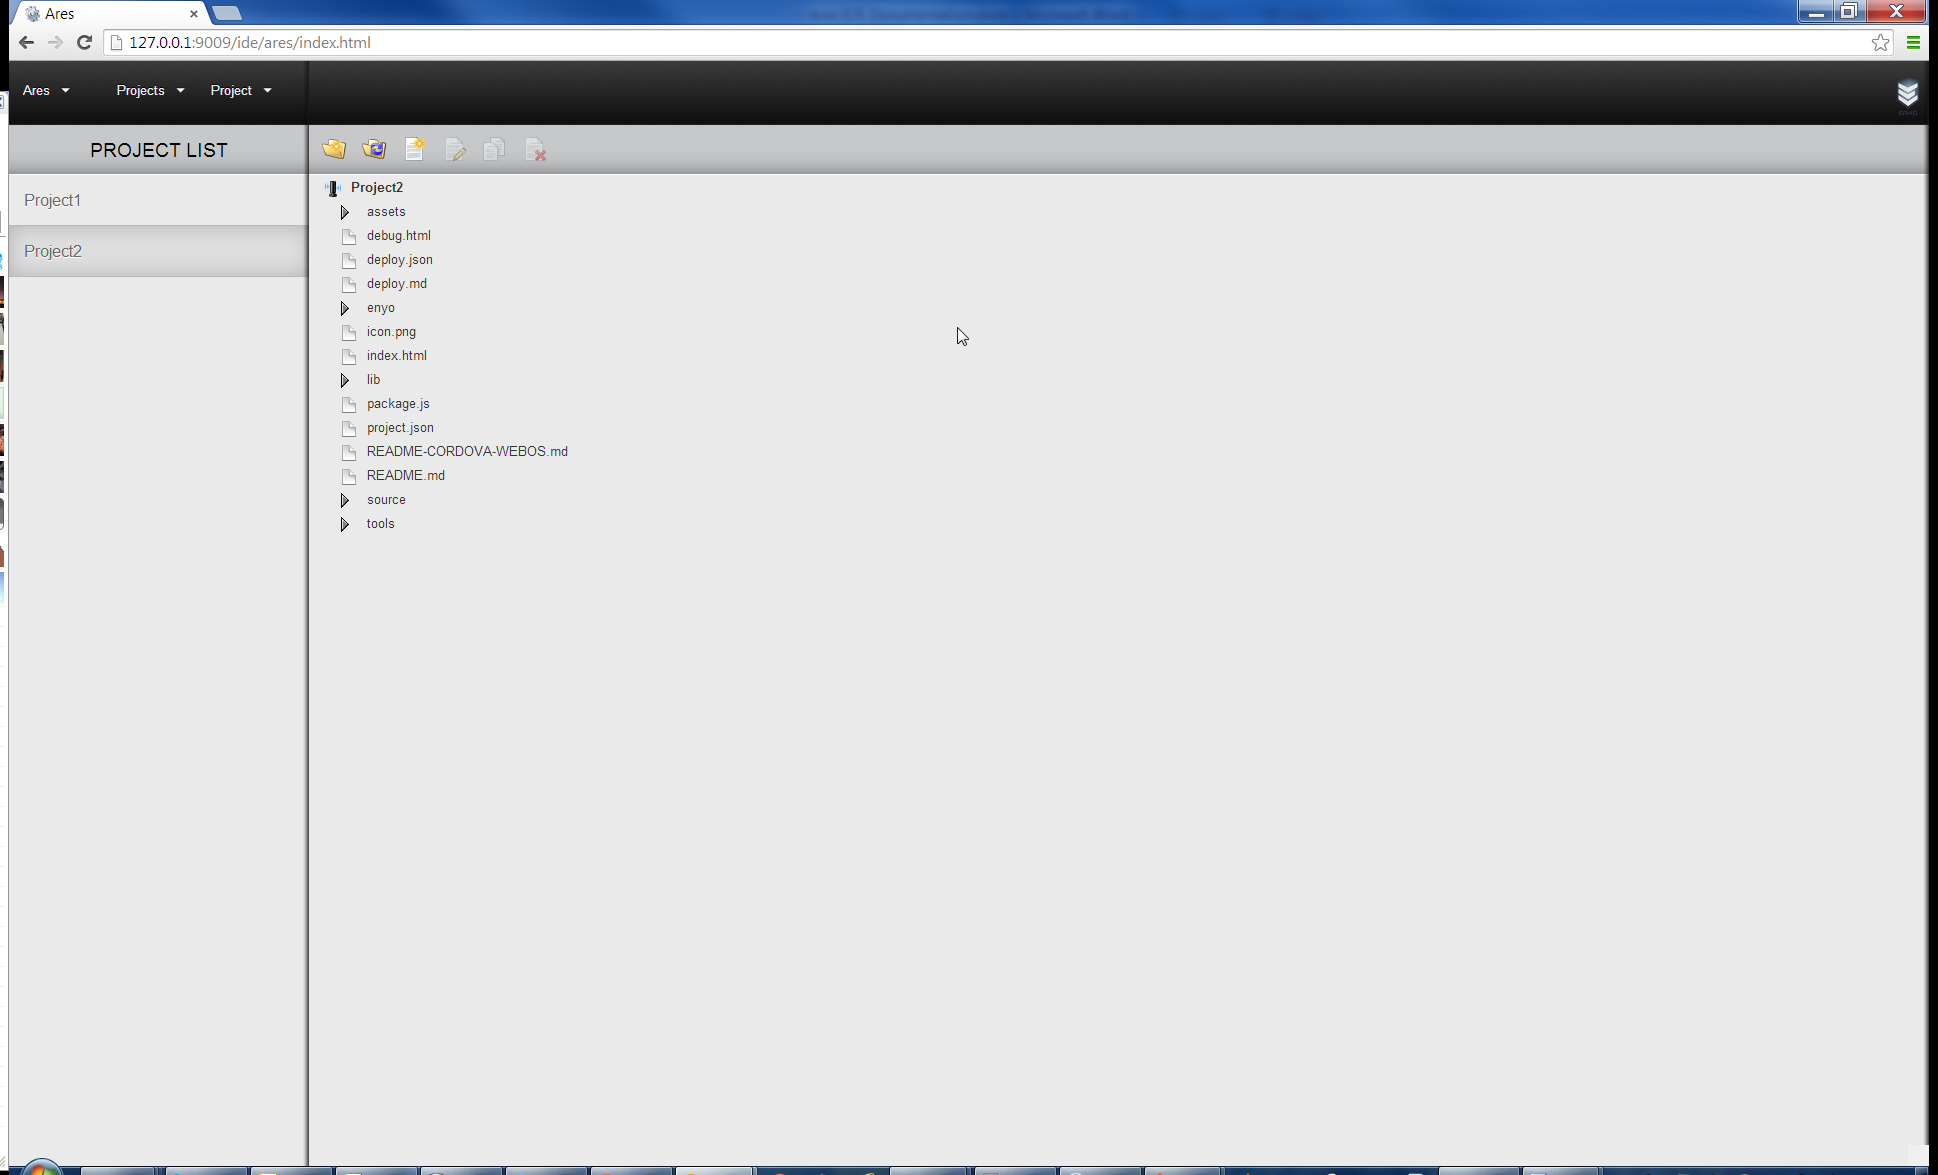 Ares
127.0.0.1:9009/ide/ares/index.html
Ares Projects Project
PROJECT LIST
Project1
Project2
Project2
assets
debug.html
deploy.json
deploy.md
enyo
icon.png
index.html
lib
package.js
project.json
README-CORDOVA-WEBOS.md
README.md
source
tools